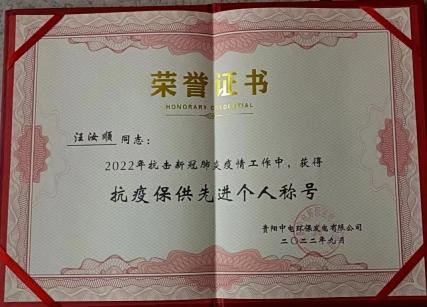 荣誉证书
HONORARY CREDENTIAL
汪汝顺 同志：
2022年抗击新冠肺炎疫情工作中，获得
抗疫保供先进个人称号
贵阳中电环保发电有限公司
二〇二二年九月